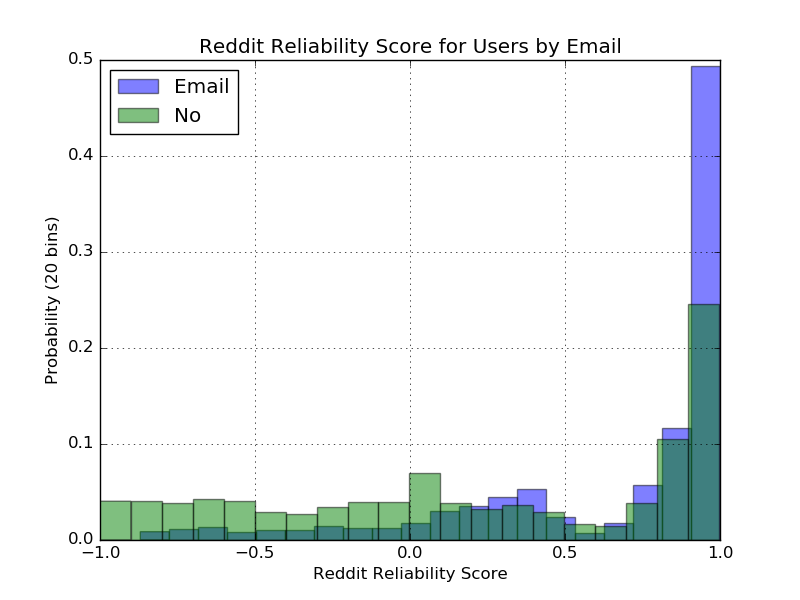 Reddit Reliability Score for Users by Email
Email
No
0.5
0.4
0.3
0.2
0.1
0.0
Probability (20 bins)
−1.0 −0.5 0.0 0.5 1.0
Reddit Reliability Score